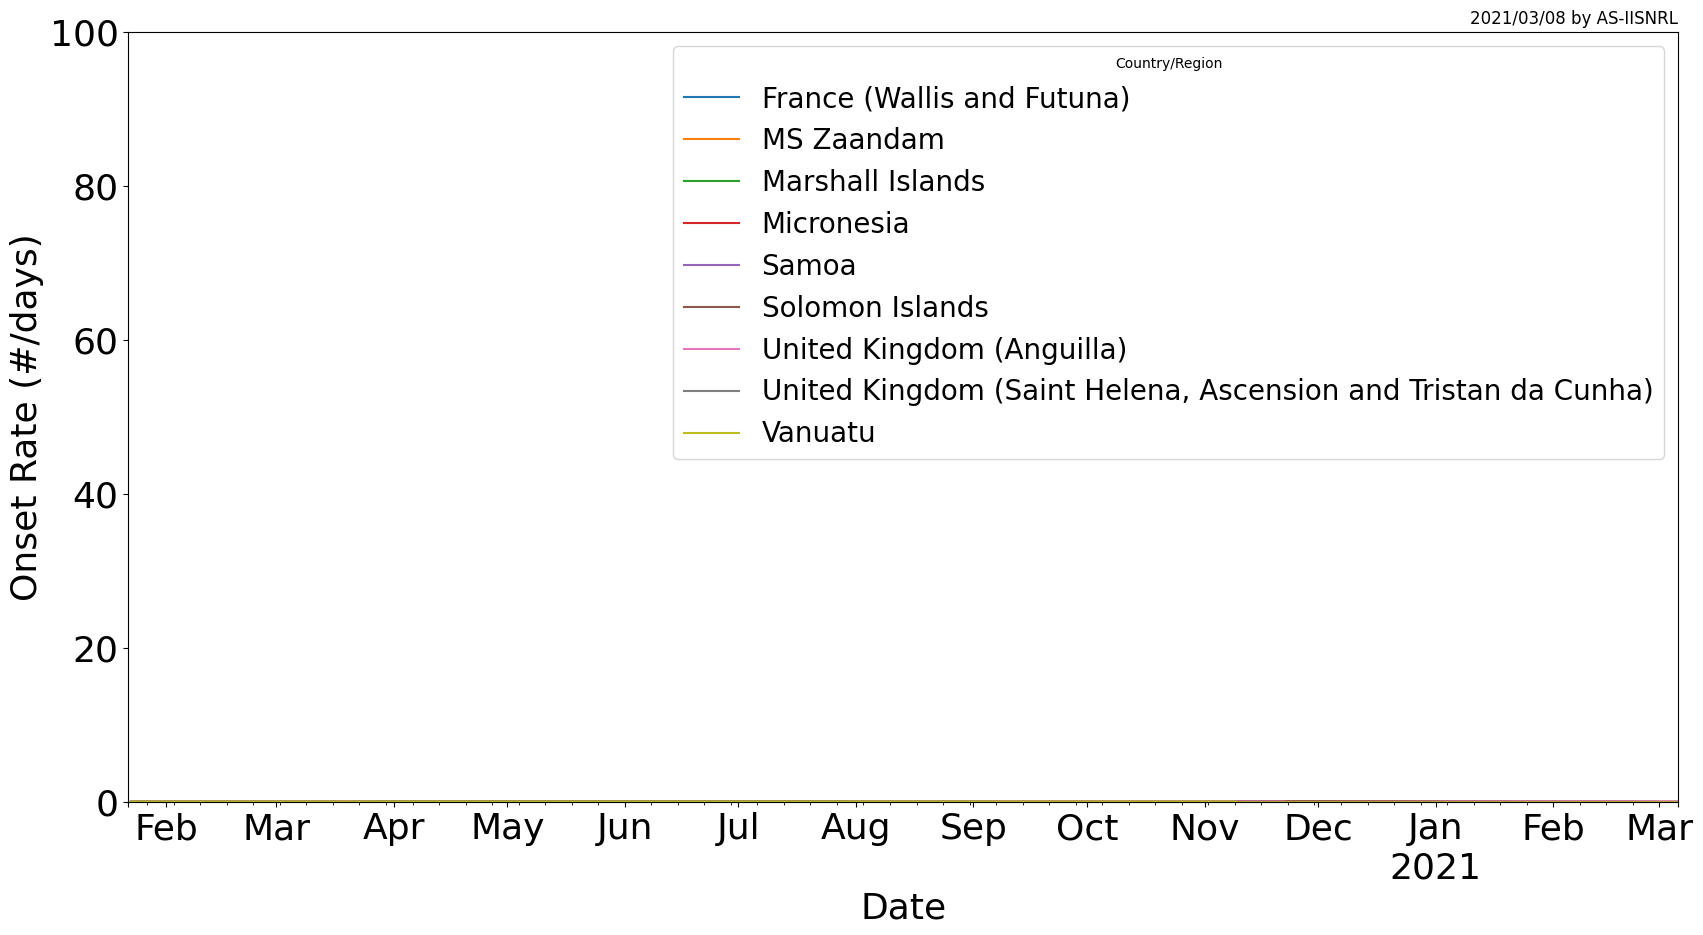 2021/03/08 by AS-IISNRL
100
80
60
40
20
0
Onset Rate (#/days)
Country/Region
France (Wallis and Futuna)
MS Zaandam
Marshall Islands
Micronesia
Samoa
Solomon Islands
United Kingdom (Anguilla)
United Kingdom (Saint Helena, Ascension and Tristan da Cunha)
Vanuatu
Feb Mar Apr May Jun Jul Aug Sep Oct Nov Dec Jan Feb Mar
2021
Date